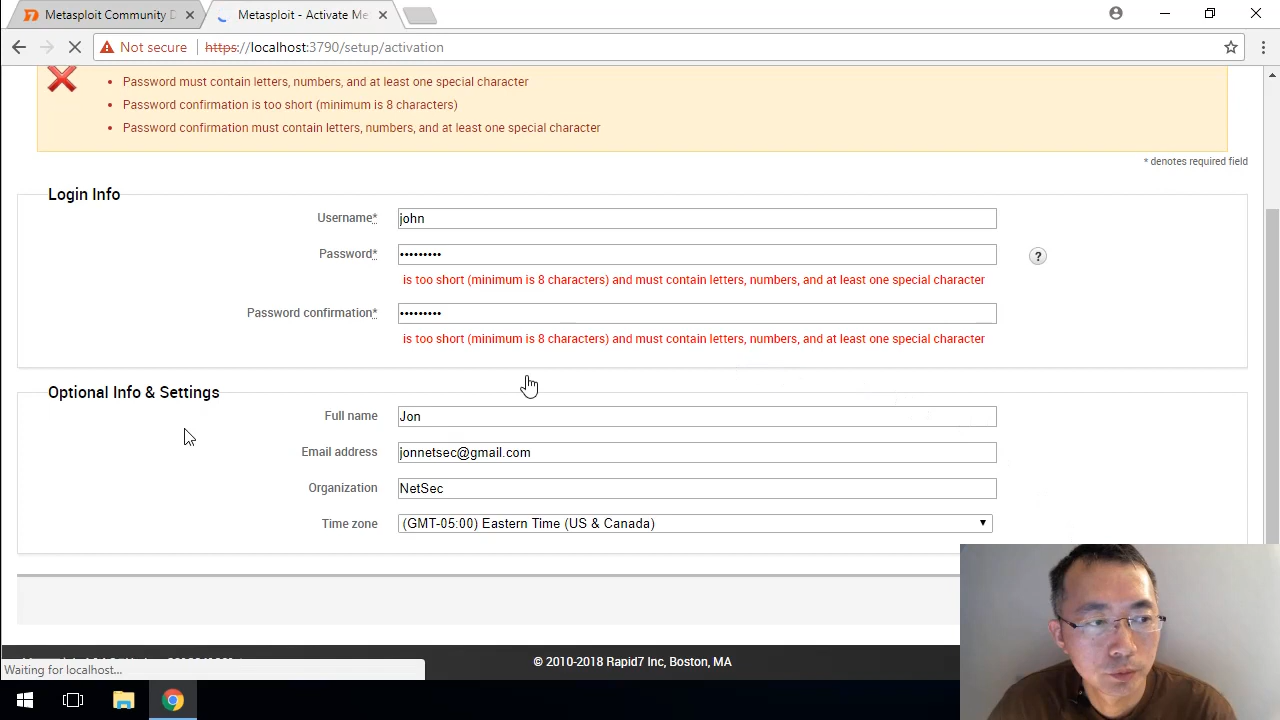 Metasploit Community D
Metasploit - Activate Me
Not secure
https://localhost:3790/setup/activation
Password must contain letters, numbers, and at least one special character
Password confirmation is too short (minimum is 8 characters)
Password confirmation must contain letters, numbers, and at least one special character
* denotes required field
Login Info
Username* john
Password* •••••••••
?
is too short (minimum is 8 characters) and must contain letters, numbers, and at least one special character
Password confirmation* •••••••••
is too short (minimum is 8 characters) and must contain letters, numbers, and at least one special character
Optional Info & Settings
Full name Jon
Email address jonnetsec@gmail.com
Organization NetSec
Time zone (GMT-05:00) Eastern Time (US & Canada)
© 2010-2018 Rapid7 Inc, Boston, MA
Waiting for localhost...